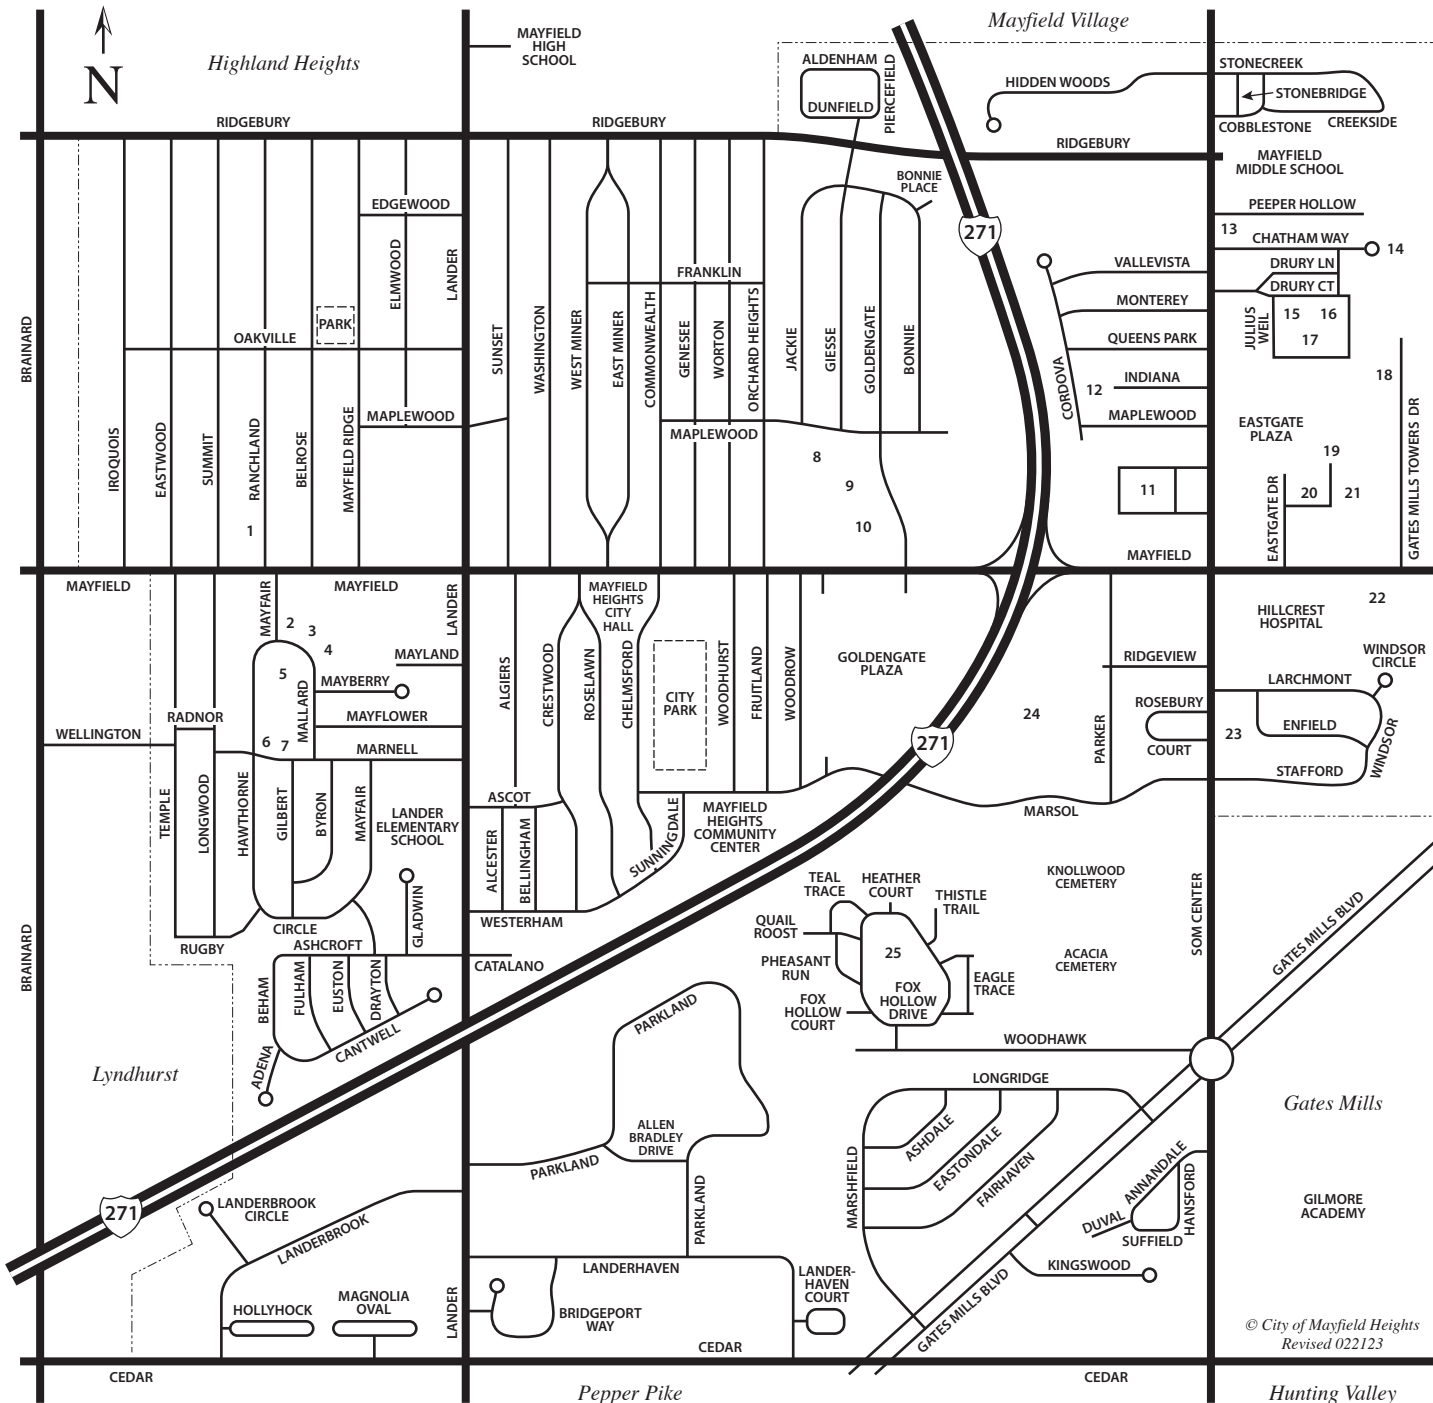 Mayfield Village
MAYFIELD
HIGH
SCHOOL
Highland Heights
N
ALDENHAM
DUNFIELD
PIERCEFIELD
HIDDEN WOODS
STONECREEK
STONEBRIDGE
COBBLESTONE
CREEKSIDE
RIDGEBURY
RIDGEBURY
RIDGEBURY
MAYFIELD
MIDDLE SCHOOL
BONNIE
PLACE
EDGEWOOD
PEEPER HOLLOW
13
CHATHAM WAY
14
271
ELMWOOD
LANDER
VALLEVISTA
DRURY LN
DRURY CT
FRANKLIN
MONTEREY
PARK
OAKVILLE
BRAINARD
SUNSET
WASHINGTON
WEST MINER
EAST MINER
COMMONWEALTH
GENESEE
WORTON
ORCHARD HEIGHTS
JACKIE
GIESSE
GOLDENGATE
BONNIE
QUEENS PARK
JULIUS
WEIL
15
16
17
CORDOVA
12
INDIANA
18
MAPLEWOOD
MAPLEWOOD
MAPLEWOOD
EASTGATE
PLAZA
IROQUOIS
EASTWOOD
SUMMIT
RANCHLAND
BELROSE
MAYFIELD RIDGE
8
9
10
11
19
20
21
EASTGATE DR
GATES MILLS TOWERS DR
1
MAYFIELD
MAYFIELD
MAYFIELD
MAYFAIR
LANDER
2
3
4
5
MAYFIELD
HEIGHTS
CITY
HALL
22
HILLCREST
HOSPITAL
MAYLAND
MAYBERRY
MALLARD
RADNOR
MAYFLOWER
WELLINGTON
6
7
MARNELL
ALGIERS
CRESTWOOD
ROSELAWN
CHELMSFORD
CITY
PARK
WOODHURST
FRUITLAND
WOODROW
GOLDENGATE
PLAZA
RIDGEVIEW
WINDSOR
CIRCLE
LARCHMONT
24
ROSEBURY
COURT
23
ENFIELD
271
PARKER
WINDSOR
STAFFORD
TEMPLE
LONGWOOD
HAWTHORNE
GILBERT
BYRON
MAYFAIR
LANDER
ELEMENTARY
SCHOOL
ASCOT
MAYFIELD
HEIGHTS
COMMUNITY
CENTER
MARSOL
ALCESTER
BELLINGHAM
SUNNINGDALE
WESTERHAM
TEAL
TRACE
HEATHER
COURT
THISTLE
TRAIL
KNOLLWOOD
CEMETERY
SOM CENTER
GATES MILLS BLVD
GLADWIN
QUAIL
ROOST
CIRCLE
RUGBY
ASHCROFT
BRAINARD
CATALANO
25
PHEASANT
RUN
ACACIA
CEMETERY
EAGLE
TRACE
FOX
HOLLOW
DRIVE
FOX
HOLLOW
COURT
BEHAM
FULHAM
EUSTON
DRAYTON
CANTWELL
PARKLAND
ADENA
WOODHAWK
Lyndhurst
LONGRIDGE
Gates Mills
ALLEN
BRADLEY
DRIVE
PARKLAND
ASHDALE
EASTONDALE
FAIRHAVEN
MARSHFIELD
ANNANDALE
HANSFORD
DUVAL
SUFFIELD
GILMORE
ACADEMY
271
LANDERBROOK
CIRCLE
LANDERBROOK
PARKLAND
KINGSWOOD
LANDERHAVEN
LANDER-
HAVEN
COURT
HOLLYHOCK
MAGNOLIA
OVAL
LANDER
BRIDGEPORT
WAY
GATES MILLS BLVD
© City of Mayfield Heights
Revised 022123
CEDAR
CEDAR
CEDAR
Pepper Pike
Hunting Valley